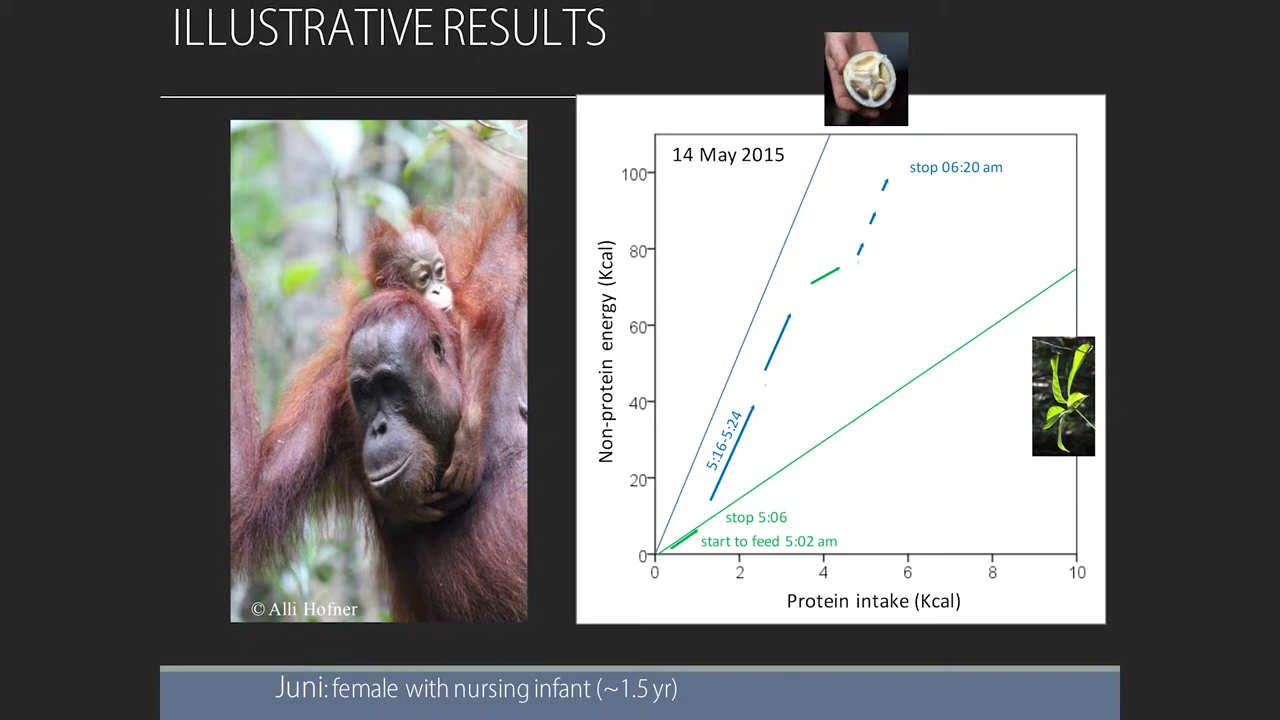 ILLUSTRATIVE RESULTS
© Alli Hofner
14 May 2015
stop 06:20 am
5:16-5:24
stop 5:06
start to feed 5:02 am
Non-protein energy (Kcal)
100
80
60
40
20
0
0 2 4 6 8 10
Protein intake (Kcal)
Juni: female with nursing infant (~1.5 yr)